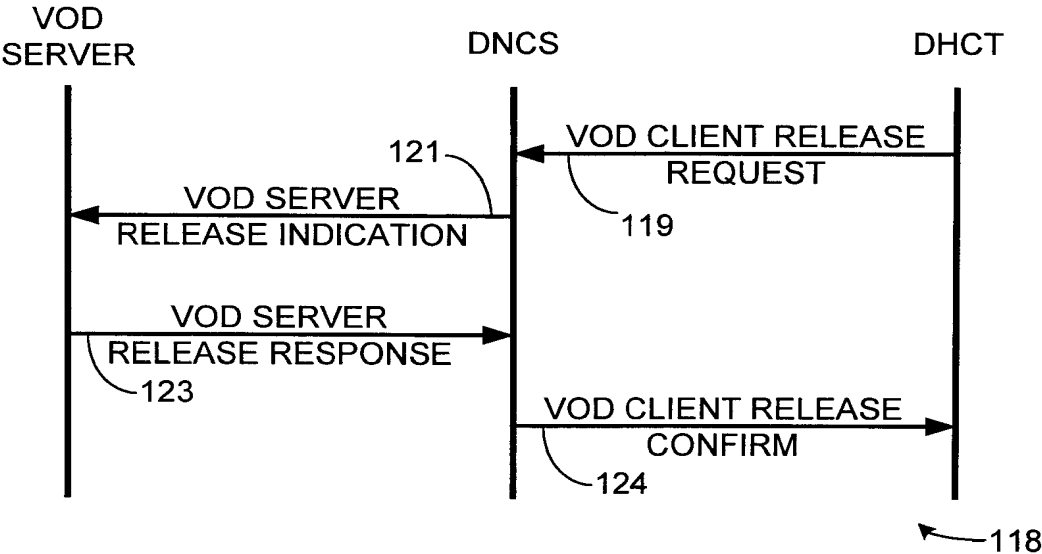 VOD
SERVER
DNCS
DHCT
VOD CLIENT RELEASE
REQUEST
119
121
VOD SERVER
RELEASE INDICATION
VOD SERVER
RELEASE RESPONSE
123
VOD CLIENT RELEASE
CONFIRM
124
118